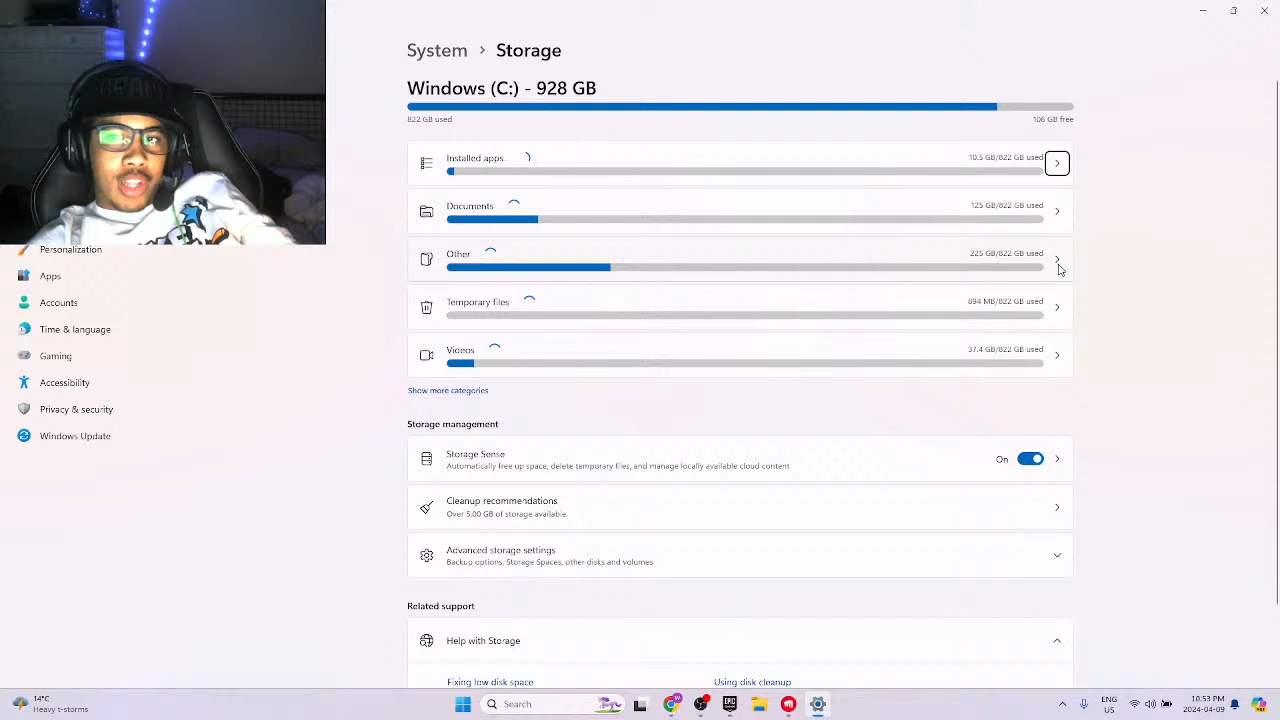 System > Storage
Windows (C:) - 928 GB
822 GB used
106 GB free
Installed apps
10.5 GB/822 GB used
Documents
125 GB/822 GB used
Other
225 GB/822 GB used
Temporary files
894 MB/822 GB used
Videos
37.4 GB/822 GB used
Show more categories
Storage management
Storage Sense
Automatically free up space, delete temporary files, and manage locally available cloud content
On
Cleanup recommendations
Over 5.00 GB of storage available.
Advanced storage settings
Backup options, Storage Spaces, other disks and volumes
Related support
Help with Storage
Fixing low disk space
Using disk cleanup
Personalization
Apps
Accounts
Time & language
Gaming
Accessibility
Privacy & security
Windows Update
14°C
Heavy t-storms
Search
ENG
US
10:53 PM
2024-04-09